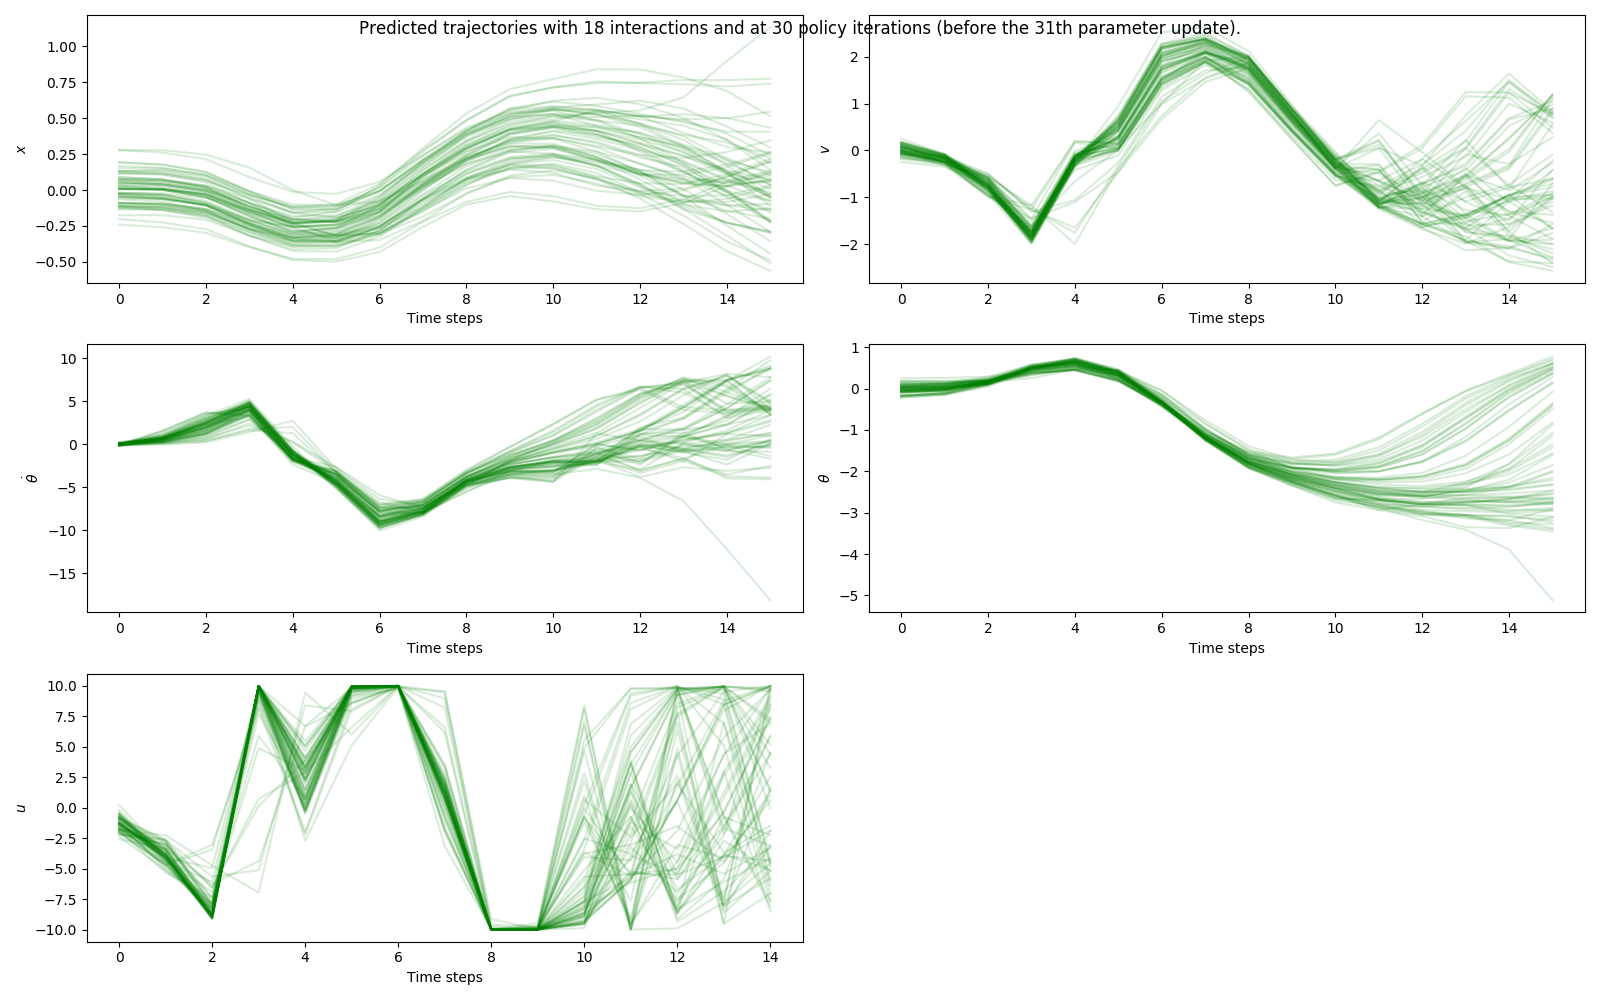 Predicted trajectories with 18 interactions and at 30 policy iterations (before the 31th parameter update).
1.00
0.75
0.50
0.25
0.00
−0.25
−0.50
x
0 2 4 6 8 10 12 14
Time steps
2
1
0
−1
−2
v
0 2 4 6 8 10 12 14
Time steps
10
5
0
−5
−10
−15
θ̇
0 2 4 6 8 10 12 14
Time steps
1
0
−1
−2
−3
−4
−5
θ
0 2 4 6 8 10 12 14
Time steps
10.0
7.5
5.0
2.5
0.0
−2.5
−5.0
−7.5
−10.0
u
0 2 4 6 8 10 12 14
Time steps